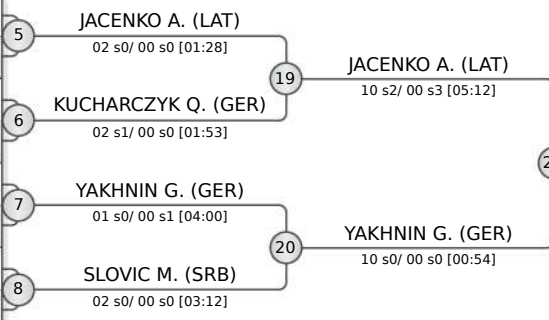 JACENKO A. (LAT)
5
02 s0/ 00 s0 [01:28]
19
JACENKO A. (LAT)
10 s2/ 00 s3 [05:12]
KUCHARCZYK Q. (GER)
6
02 s1/ 00 s0 [01:53]
YAKHNIN G. (GER)
7
01 s0/ 00 s1 [04:00]
20
YAKHNIN G. (GER)
10 s0/ 00 s0 [00:54]
SLOVIC M. (SRB)
8
02 s0/ 00 s0 [03:12]